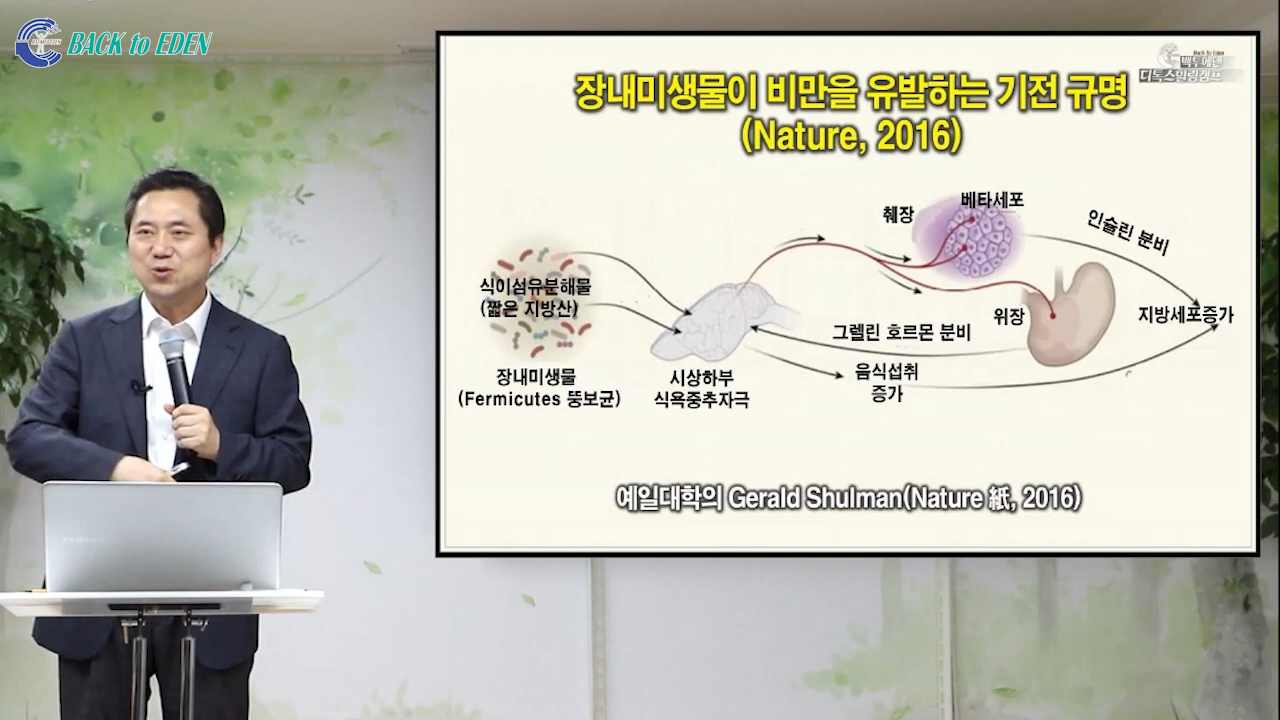 BACK to EDEN
Back to Eden
백투에덴
디톡스힐링캠프
장내미생물이 비만을 유발하는 기전 규명
(Nature, 2016)
베타세포
췌장
인슐린 분비
식이섬유분해물
(짧은 지방산)
위장
지방세포증가
그렐린 호르몬 분비
장내미생물
(Fermicutes 뚱보균)
시상하부
식욕중추자극
음식섭취
증가
예일대학의 Gerald Shulman(Nature 紙, 2016)